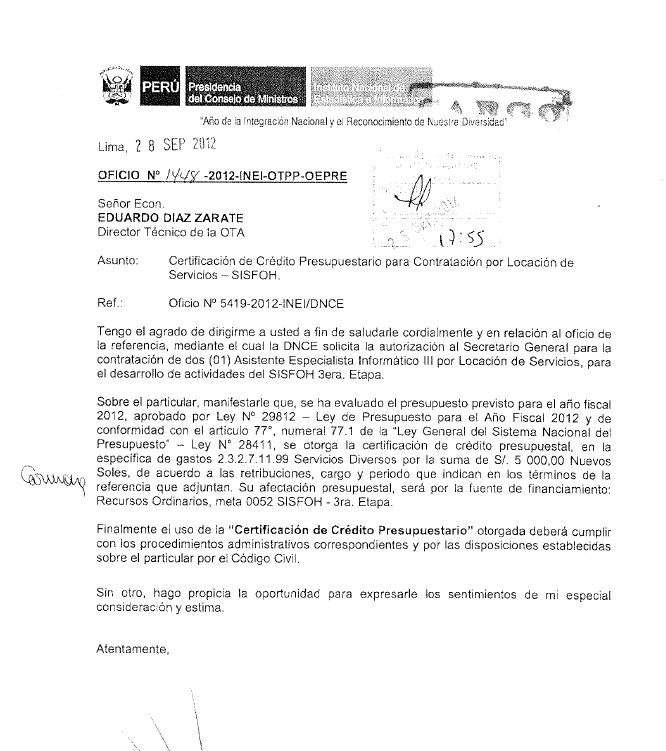 PERÚ
Presidencia
del Consejo de Ministros
Instituto Nacional de
Estadística e Informática
CARGO
"Año de la Integración Nacional y el Reconocimiento de Nuestra Diversidad"
Lima, 28 SEP 2012
OFICIO Nº 1448 -2012-INEI-OTPP-OEPRE
Señor Econ.
EDUARDO DIAZ ZARATE
Director Técnico de la OTA
17:55
Asunto: Certificación de Crédito Presupuestario para Contratación por Locación de
Servicios – SISFOH.
Ref.: Oficio Nº 5419-2012-INEI/DNCE
Tengo el agrado de dirigirme a usted a fin de saludarle cordialmente y en relación al oficio de
la referencia, mediante el cual la DNCE solicita la autorización al Secretario General para la
contratación de dos (01) Asistente Especialista Informático III por Locación de Servicios, para
el desarrollo de actividades del SISFOH 3era. Etapa.
Sobre el particular, manifestarle que, se ha evaluado el presupuesto previsto para el año fiscal
2012, aprobado por Ley Nº 29812 – Ley de Presupuesto para el Año Fiscal 2012 y de
conformidad con el artículo 77°, numeral 77.1 de la "Ley General del Sistema Nacional del
Presupuesto" – Ley N° 28411, se otorga la certificación de crédito presupuestal, en la
específica de gastos 2.3.2.7.11.99 Servicios Diversos por la suma de S/. 5 000,00 Nuevos
Soles, de acuerdo a las retribuciones, cargo y periodo que indican en los términos de la
referencia que adjuntan. Su afectación presupuestal, será por la fuente de financiamiento:
Recursos Ordinarios, meta 0052 SISFOH - 3ra. Etapa.
Finalmente el uso de la "Certificación de Crédito Presupuestario" otorgada deberá cumplir
con los procedimientos administrativos correspondientes y por las disposiciones establecidas
sobre el particular por el Código Civil.
Sin otro, hago propicia la oportunidad para expresarle los sentimientos de mi especial
consideración y estima.
Atentamente,